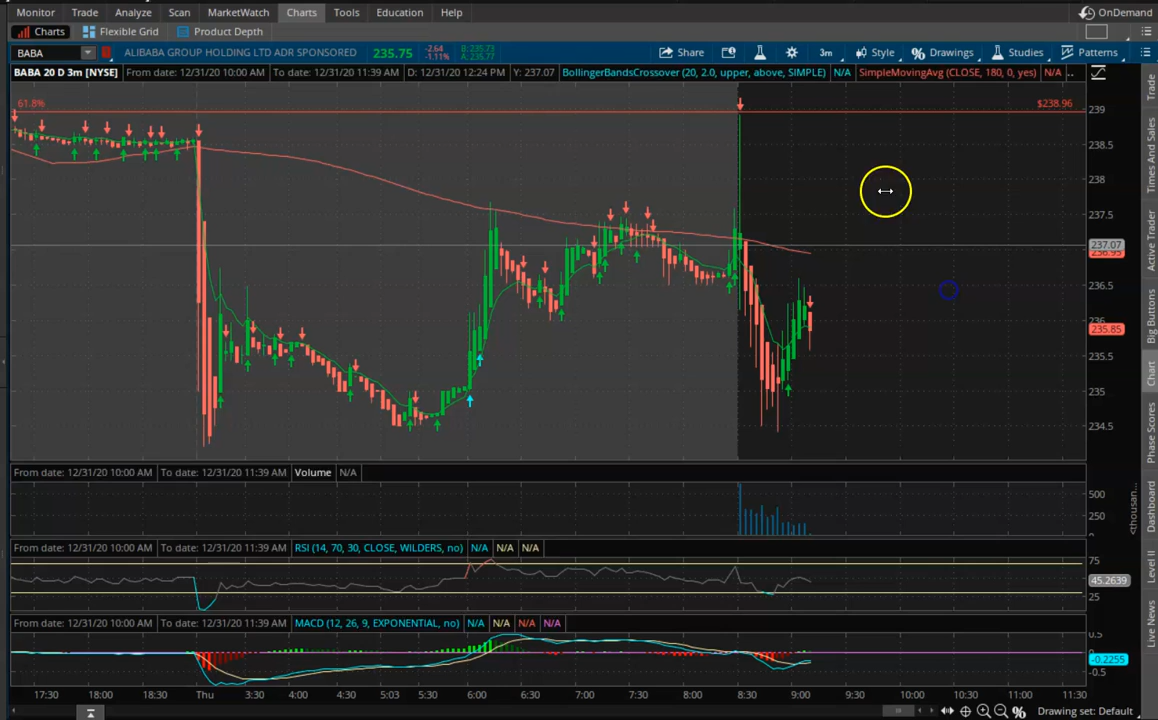 Monitor Trade Analyze Scan MarketWatch Charts Tools Education Help OnDemand
Charts Flexible Grid Product Depth
BABA ALIBABA GROUP HOLDING LTD ADR SPONSORED 235.75 -2.64 -1.11% B: 235.73 A: 235.77 Share 3m Style Drawings Studies Patterns
BABA 20 D 3m [NYSE] From date: 12/31/20 10:00 AM To date: 12/31/20 11:39 AM D: 12/31/20 12:24 PM Y: 237.07 BollingerBandsCrossover (20, 2.0, upper, above, SIMPLE) N/A SimpleMovingAvg (CLOSE, 180, 0, yes) N/A ..
61.8% $238.96
239
238.5
238
237.5
237.07
236.95
236.5
236
235.85
235.5
235
234.5
From date: 12/31/20 10:00 AM To date: 12/31/20 11:39 AM Volume N/A
500
250
<thousan...
From date: 12/31/20 10:00 AM To date: 12/31/20 11:39 AM RSI (14, 70, 30, CLOSE, WILDERS, no) N/A N/A N/A
75
45.2639
25
From date: 12/31/20 10:00 AM To date: 12/31/20 11:39 AM MACD (12, 26, 9, EXPONENTIAL, no) N/A N/A N/A N/A
0.5
0
-0.2255
17:30 18:00 18:30 Thu 3:30 4:00 4:30 5:03 5:30 6:00 6:30 7:00 7:30 8:00 8:30 9:00 9:30 10:00 10:30 11:00 11:30
Drawing set: Default
Trade
Times And Sales
Active Trader
Big Buttons
Chart
Phase Scores
Dashboard
Level II
Live News